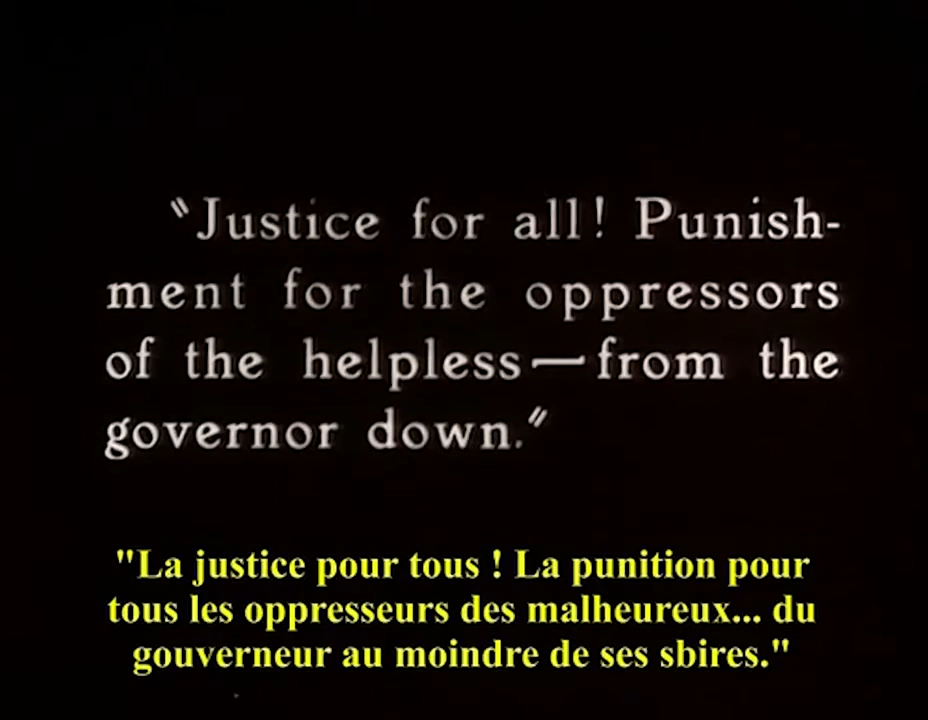 "Justice for all! Punish-
ment for the oppressors
of the helpless—from the
governor down."
"La justice pour tous ! La punition pour
tous les oppresseurs des malheureux... du
gouverneur au moindre de ses sbires."